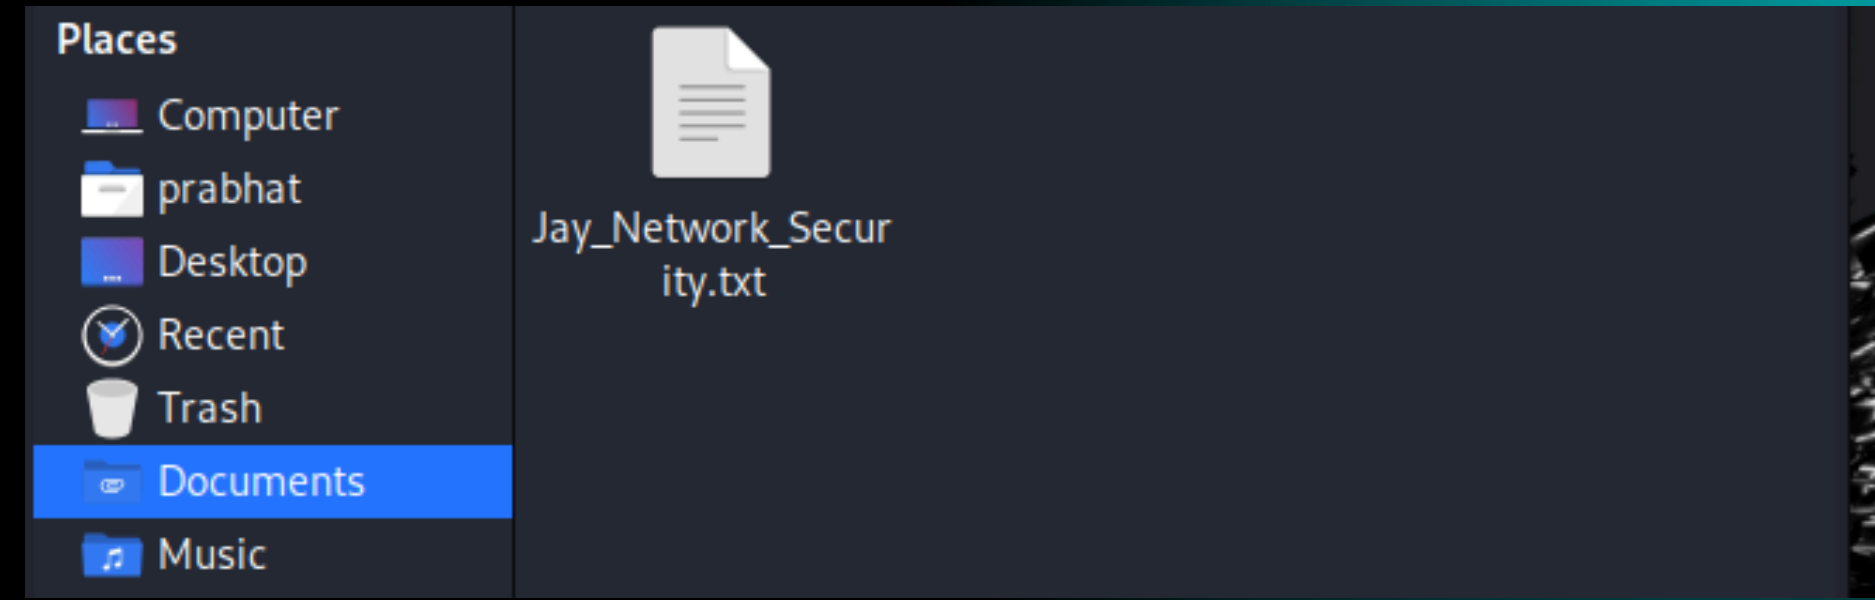 Places
Computer
prabhat
Desktop
Recent
Trash
Documents
Music
Jay_Network_Secur
ity.txt